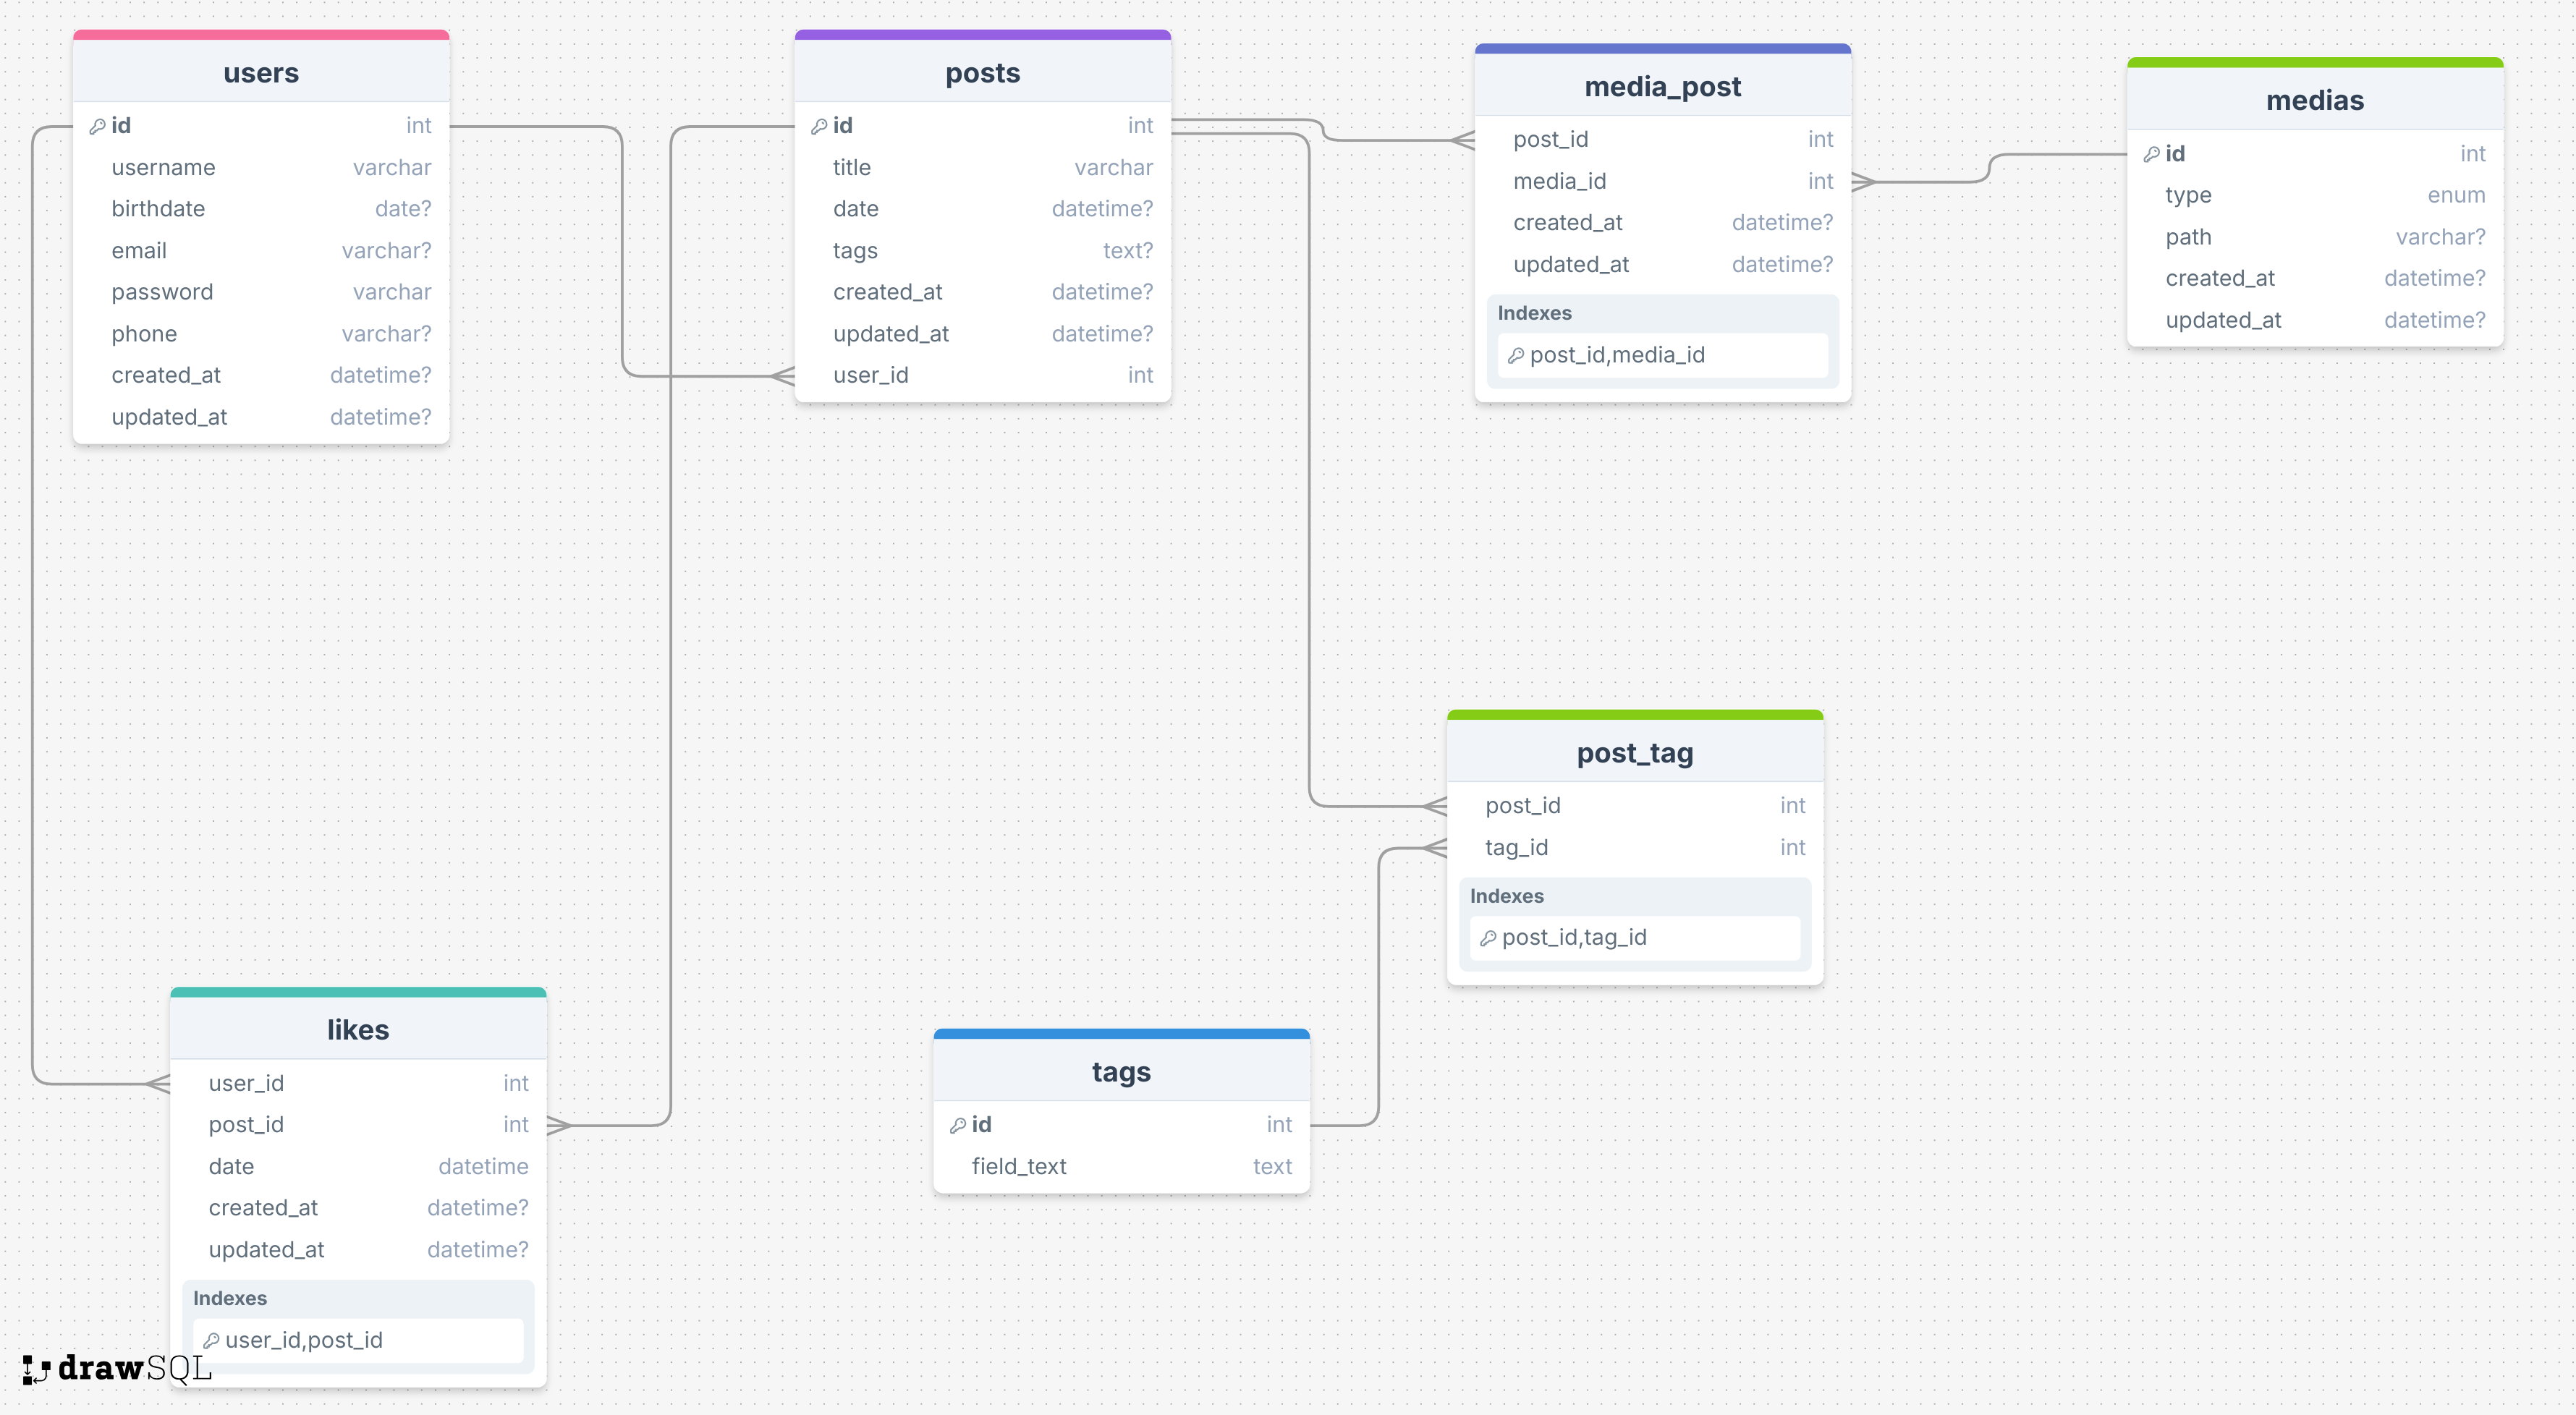 users
id int
username varchar
birthdate date?
email varchar?
password varchar
phone varchar?
created_at datetime?
updated_at datetime?
posts
id int
title varchar
date datetime?
tags text?
created_at datetime?
updated_at datetime?
user_id int
media_post
post_id int
media_id int
created_at datetime?
updated_at datetime?
Indexes
post_id,media_id
medias
id int
type enum
path varchar?
created_at datetime?
updated_at datetime?
post_tag
post_id int
tag_id int
Indexes
post_id,tag_id
likes
user_id int
post_id int
date datetime
created_at datetime?
updated_at datetime?
Indexes
user_id,post_id
tags
id int
field_text text
drawSQL